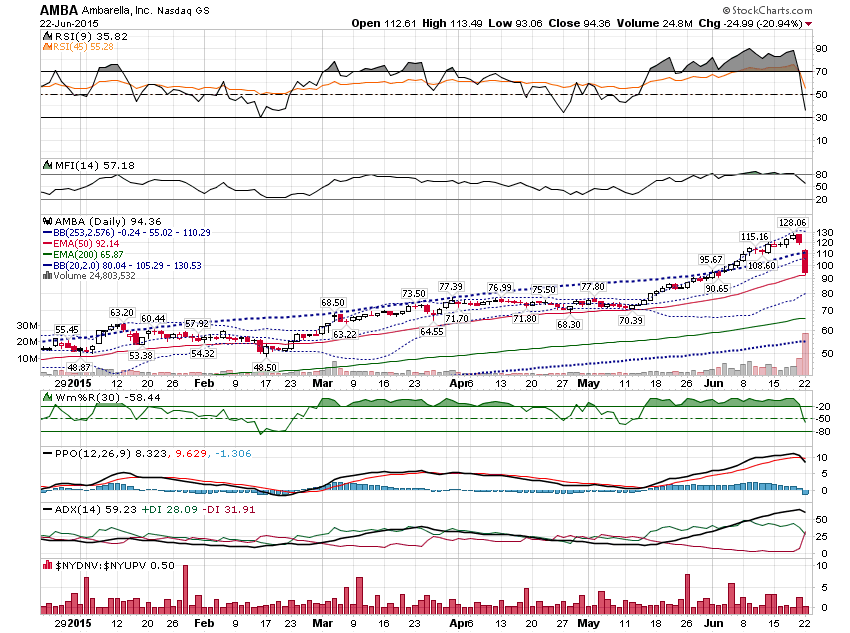 AMBA Ambarella, Inc. Nasdaq GS © StockCharts.com
22-Jun-2015 Open 112.61 High 113.49 Low 93.06 Close 94.36 Volume 24.8M Chg -24.99 (-20.94%)
RSI(9) 35.82
RSI(45) 55.28
90
70
50
30
10
MFI(14) 57.18
80
50
20
AMBA (Daily) 94.36
BB(253,2.576) -0.24 - 55.02 - 110.29
EMA(50) 92.14
EMA(200) 65.87
BB(20,2.0) 80.04 - 105.29 - 130.53
Volume 24,803,532
128.06
115.16
108.60
95.67
90.65
77.39
76.99
75.50
77.80
73.50
68.50
63.20
60.44
57.92
55.45
71.70
71.80
68.30
70.39
64.55
63.22
53.38
54.32
48.87
48.50
130
120
110
100
90
80
70
60
50
30M
20M
10M
29 2015 12 20 26 Feb 9 17 23 Mar 9 16 23 Apr 6 13 20 27 May 11 18 26 Jun 8 15 22
Wm%R(30) -58.44
-20
-50
-80
PPO(12,26,9) 8.323, 9.629, -1.306
10
5
0
ADX(14) 59.23 +DI 28.09 -DI 31.91
50
25
0
$NYDNV:$NYUPV 0.50
10
5
0
29 2015 12 20 26 Feb 9 17 23 Mar 9 16 23 Apr 6 13 20 27 May 11 18 26 Jun 8 15 22